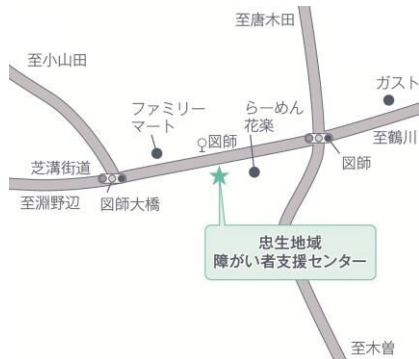 至唐木田
至小山田
ガスト
ファミリー
マート
らーめん
花楽
図師
至鶴川
芝溝街道
図師
至淵野辺
図師大橋
忠生地域
障がい者支援センター
至木曽